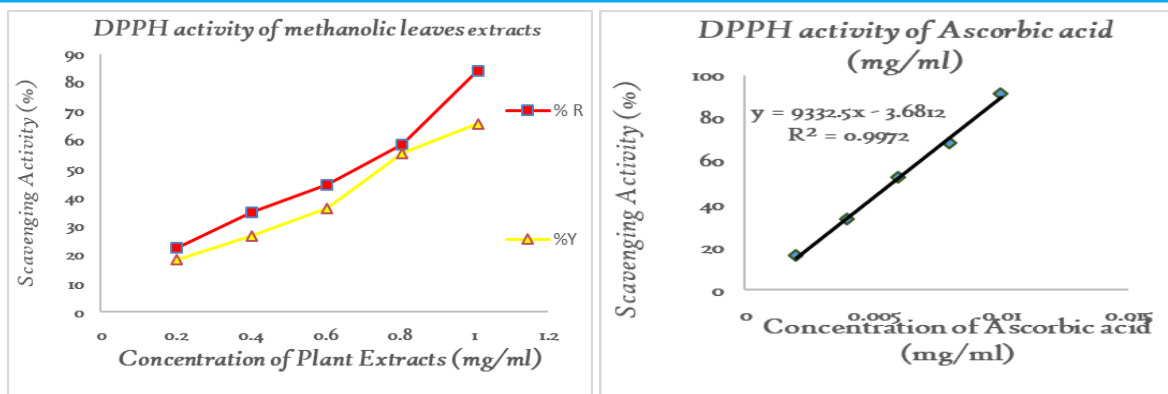 DPPH activity of methanolic leaves extracts
Scavenging Activity (%)
90
80
70
60
50
40
30
20
10
0
0 0.2 0.4 0.6 0.8 1 1.2
% R
%Y
Concentration of Plant Extracts (mg/ml)
DPPH activity of Ascorbic acid
(mg/ml)
Scavenging Activity (%)
100
80
60
40
20
0
y = 9332.5x - 3.6812
R² = 0.9972
0 0.005 0.01 0.015
Concentration of Ascorbic acid
(mg/ml)